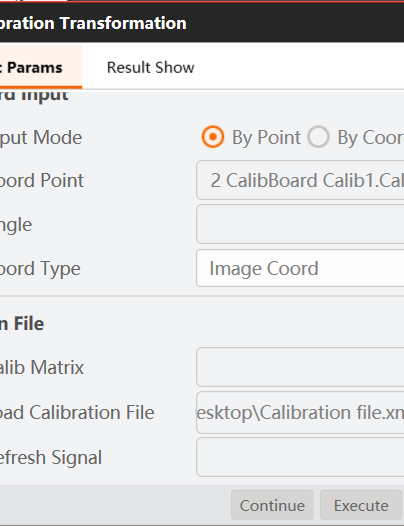 bration Transformation
c Params Result Show
rd Input
put Mode By Point By Coor
oord Point 2 CalibBoard Calib1.Cal
ngle
oord Type Image Coord
n File
alib Matrix
oad Calibration File esktop\Calibration file.xm
efresh Signal
Continue Execute